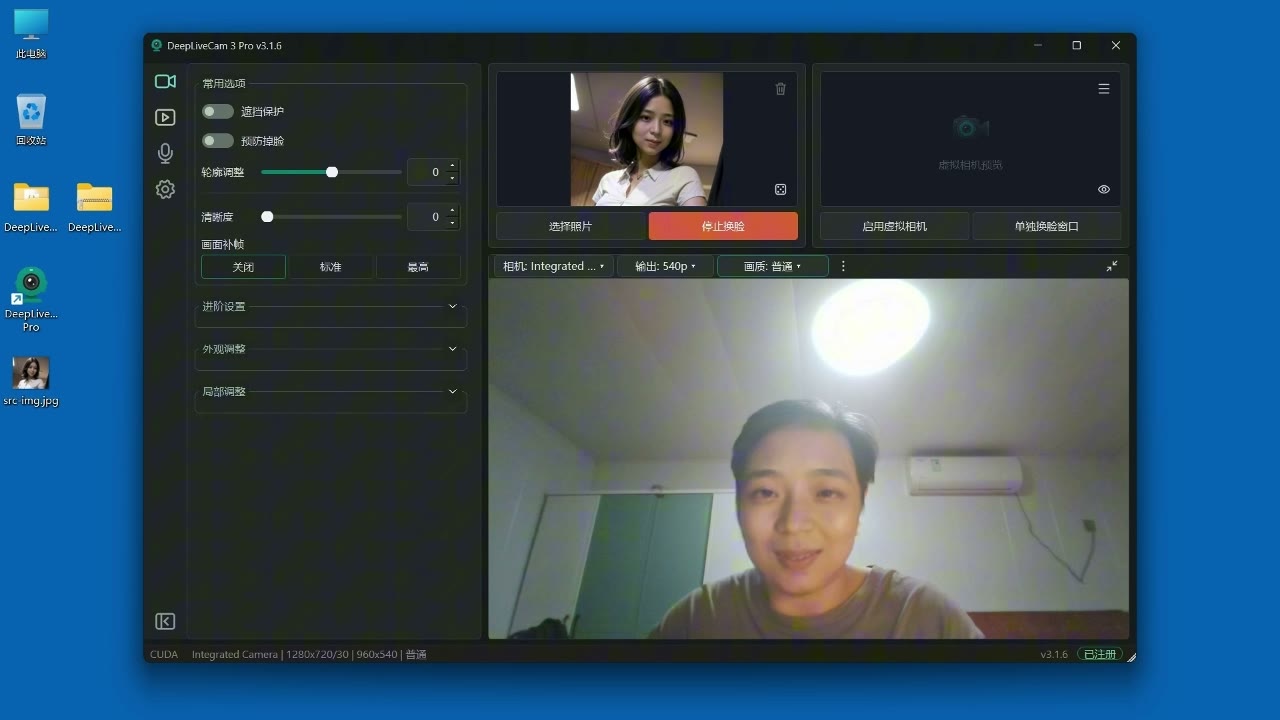 此电脑
回收站
DeepLive...
DeepLive...
DeepLive...
Pro
src-img.jpg
DeepLiveCam 3 Pro v3.1.6
常用选项
遮挡保护
预防掉脸
轮廓调整
0
清晰度
0
画面补帧
关闭
标准
最高
进阶设置
外观调整
局部调整
选择照片
停止换脸
虚拟相机预览
启用虚拟相机
单独换脸窗口
相机: Integrated ...
输出: 540p
画质: 普通
CUDA
Integrated Camera | 1280x720/30 | 960x540 | 普通
v3.1.6
已注册